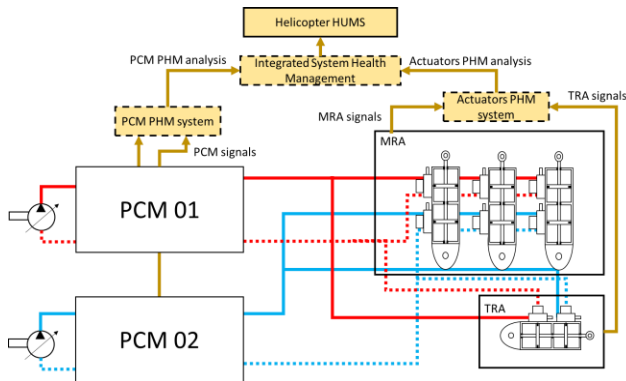 Helicopter HUMS
PCM PHM analysis
Integrated System Health
Management
Actuators PHM analysis
PCM PHM system
PCM signals
MRA signals
Actuators PHM
system
TRA signals
MRA
PCM 01
PCM 02
TRA